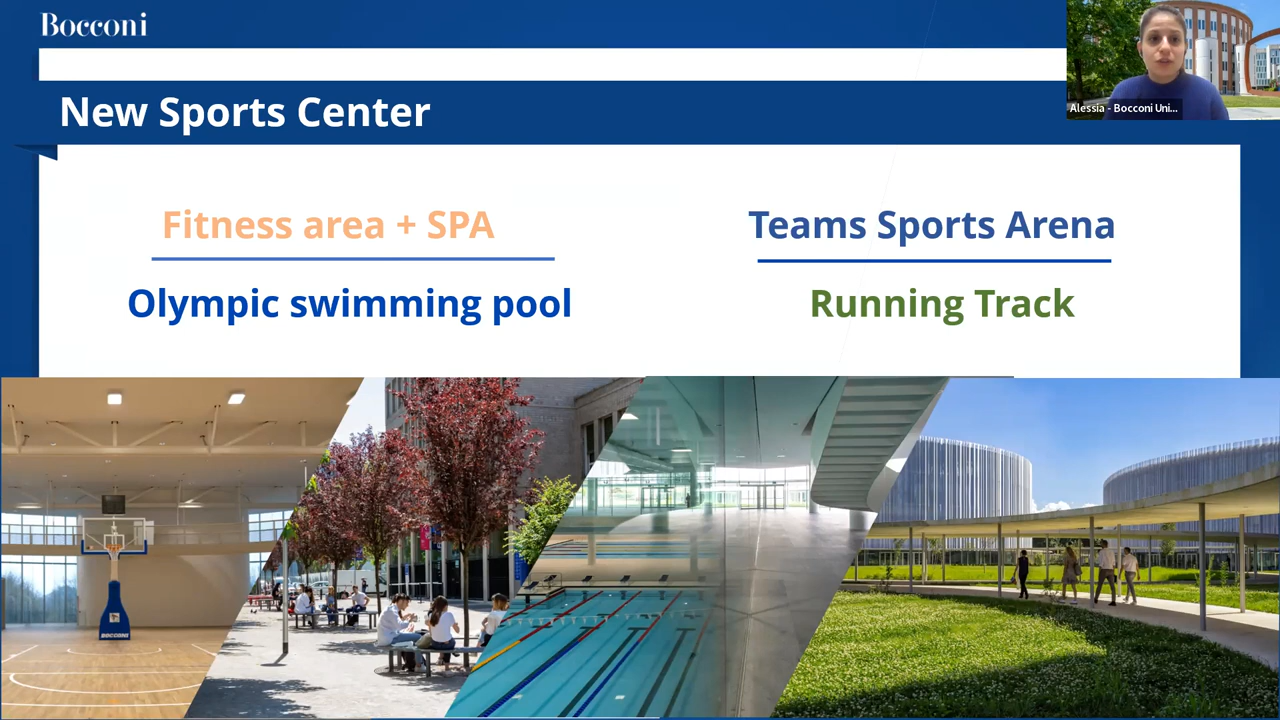 Bocconi
Alessia - Bocconi Uni...
New Sports Center
Fitness area + SPA
Teams Sports Arena
Olympic swimming pool
Running Track
BOCCONI